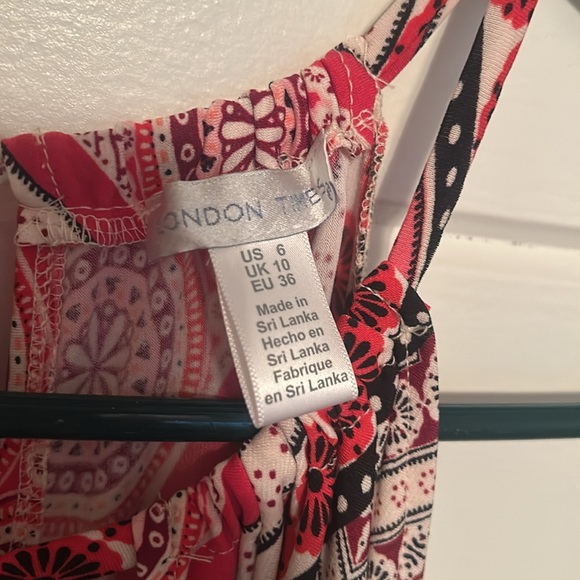 LONDON TIMES
US 6
UK 10
EU 36
Made in
Sri Lanka
Hecho en
Sri Lanka
Fabrique
en Sri Lanka